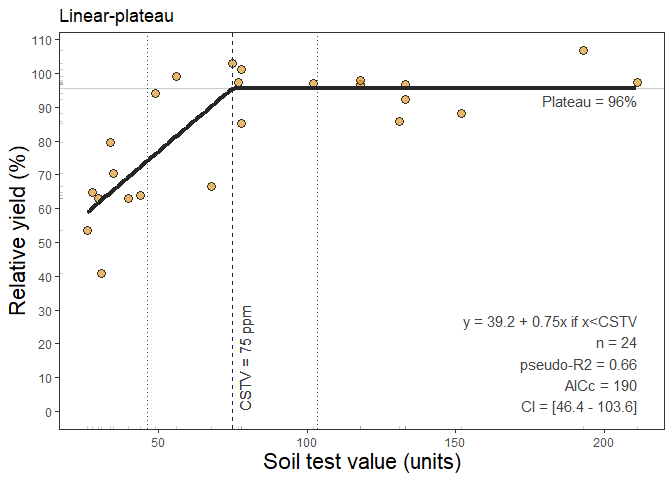 Linear-plateau
110
100
90
80
70
60
50
40
30
20
10
0
Relative yield (%)
Plateau = 96%
CSTV = 75 ppm
y = 39.2 + 0.75x if x<CSTV
n = 24
pseudo-R2 = 0.66
AICc = 190
CI = [46.4 - 103.6]
50 100 150 200
Soil test value (units)